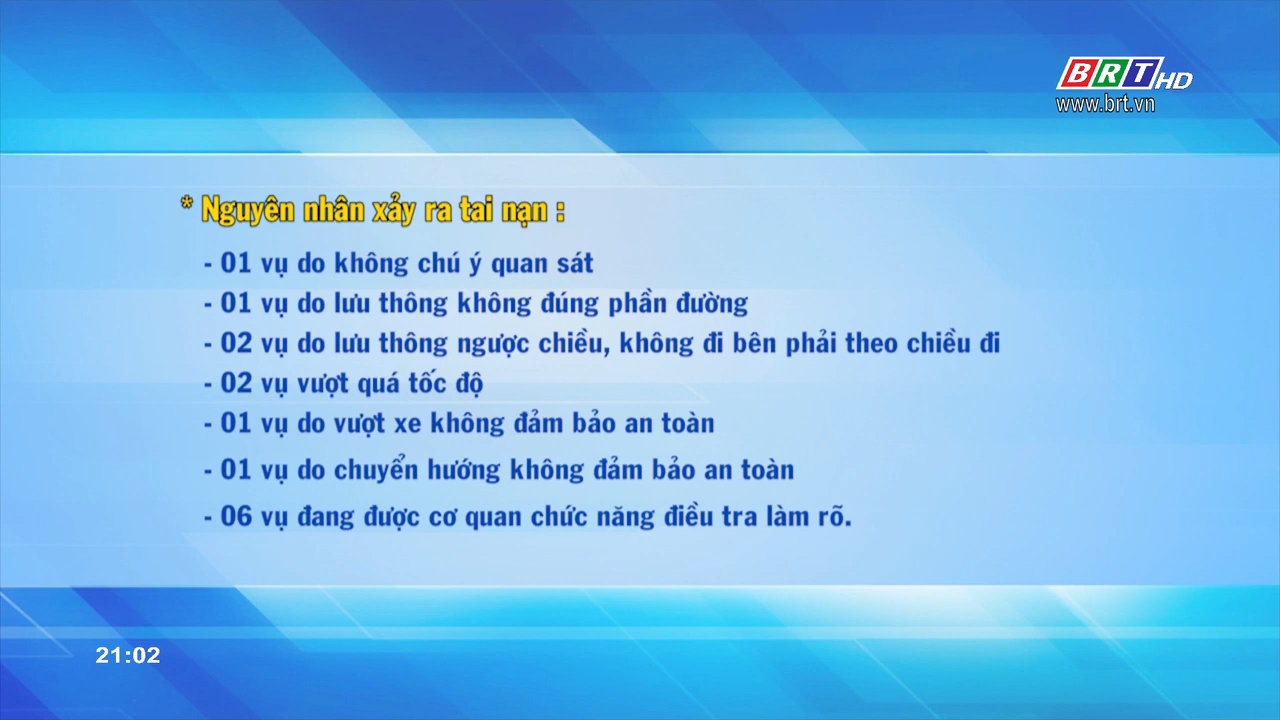 BRT HD
www.brt.vn
* Nguyên nhân xảy ra tai nạn :
- 01 vụ do không chú ý quan sát
- 01 vụ do lưu thông không đúng phần đường
- 02 vụ do lưu thông ngược chiều, không đi bên phải theo chiều đi
- 02 vụ vượt quá tốc độ
- 01 vụ do vượt xe không đảm bảo an toàn
- 01 vụ do chuyển hướng không đảm bảo an toàn
- 06 vụ đang được cơ quan chức năng điều tra làm rõ.
21:02